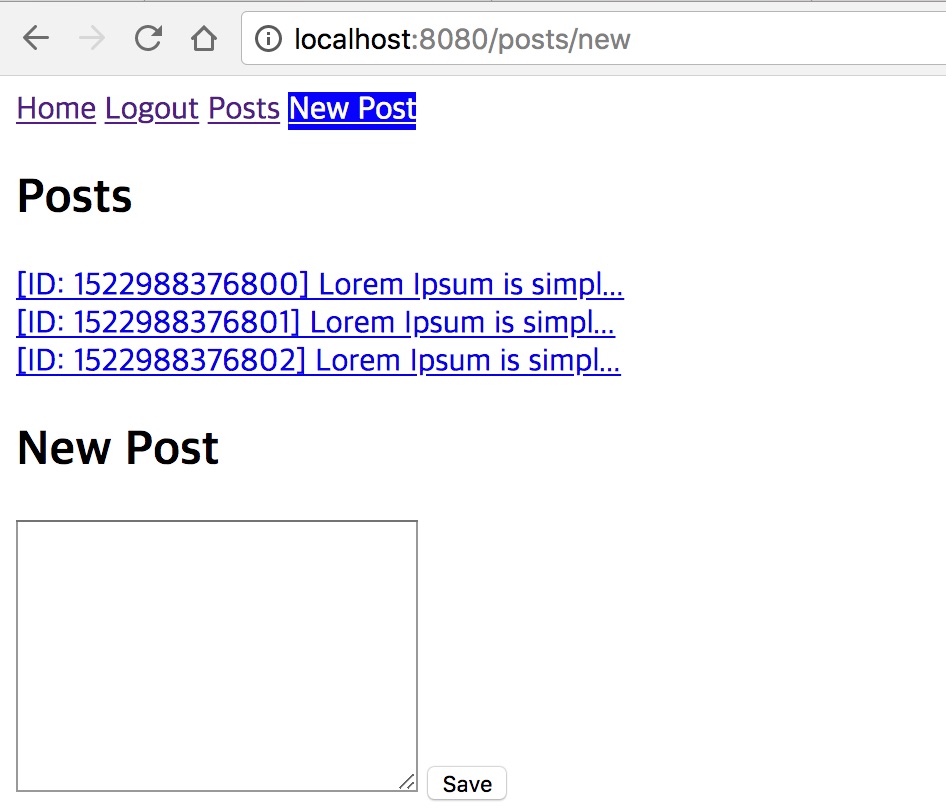 localhost:8080/posts/new
Home Logout Posts New Post
Posts
[ID: 1522988376800] Lorem Ipsum is simpl...
[ID: 1522988376801] Lorem Ipsum is simpl...
[ID: 1522988376802] Lorem Ipsum is simpl...
New Post
Save